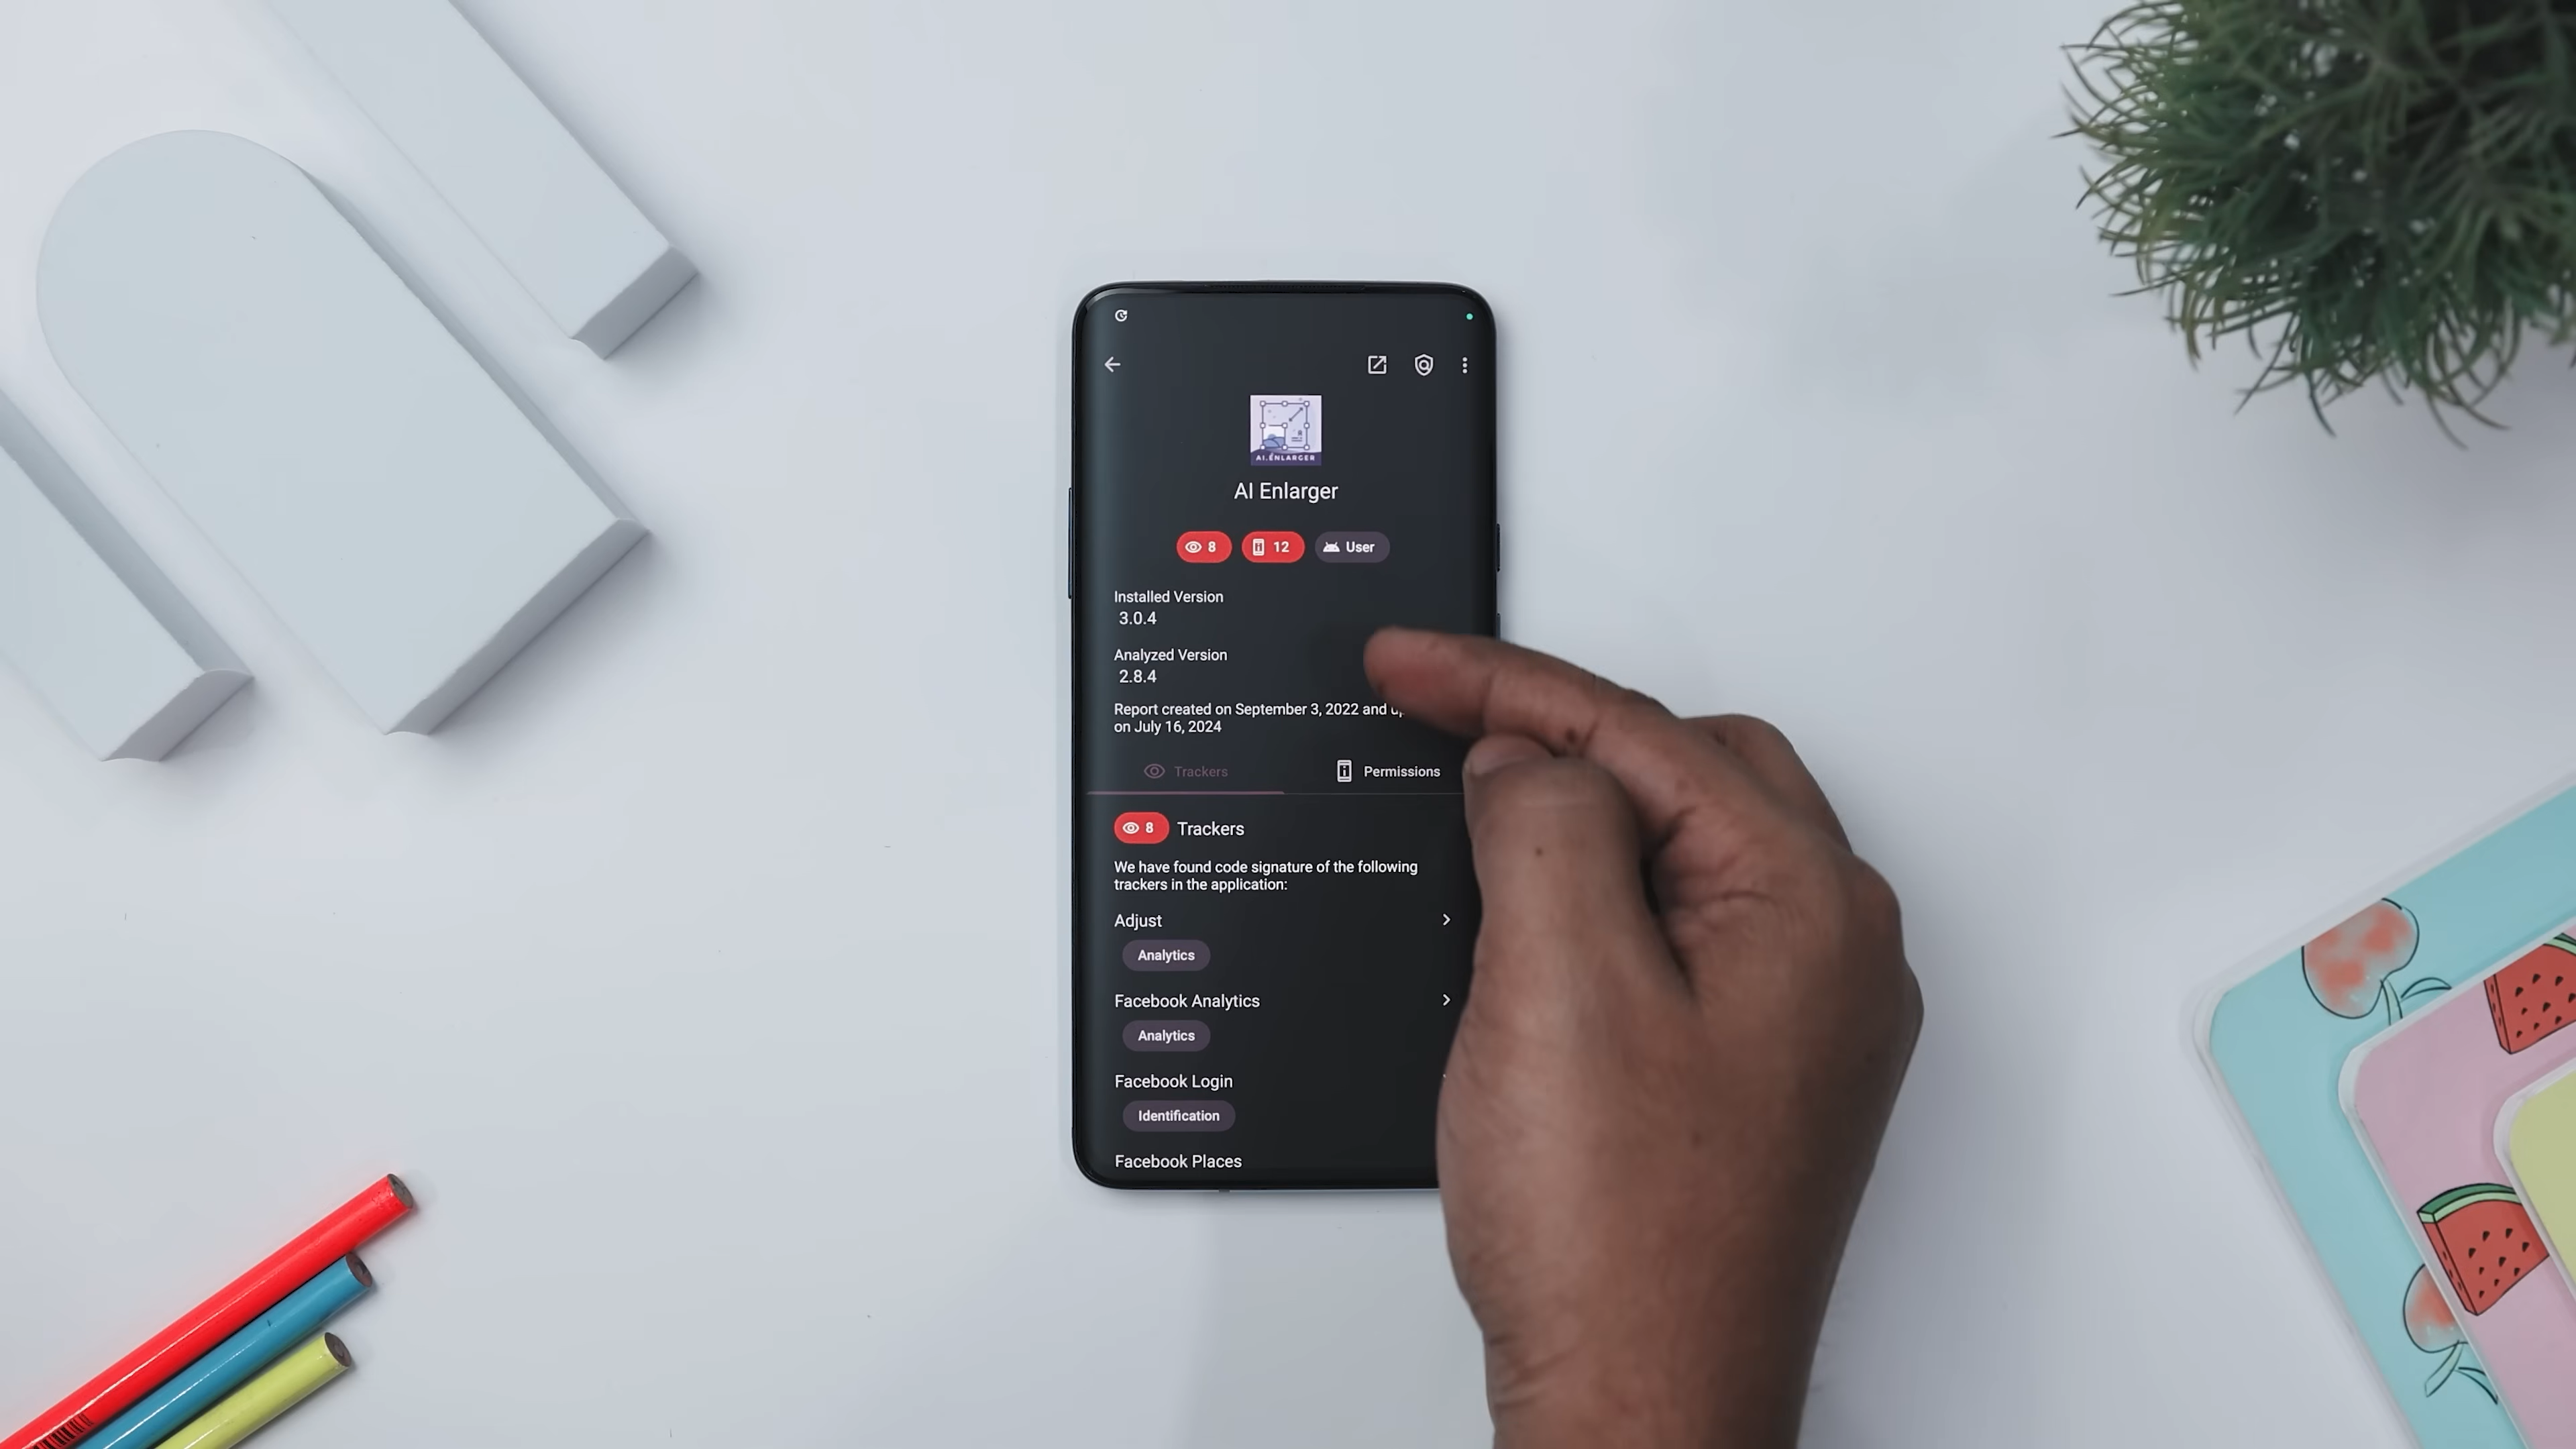 AI.ENLARGER
AI Enlarger
8
12
User
Installed Version
3.0.4
Analyzed Version
2.8.4
Report created on September 3, 2022 and
on July 16, 2024
Trackers
Permissions
8 Trackers
We have found code signature of the following
trackers in the application:
Adjust
Analytics
Facebook Analytics
Analytics
Facebook Login
Identification
Facebook Places